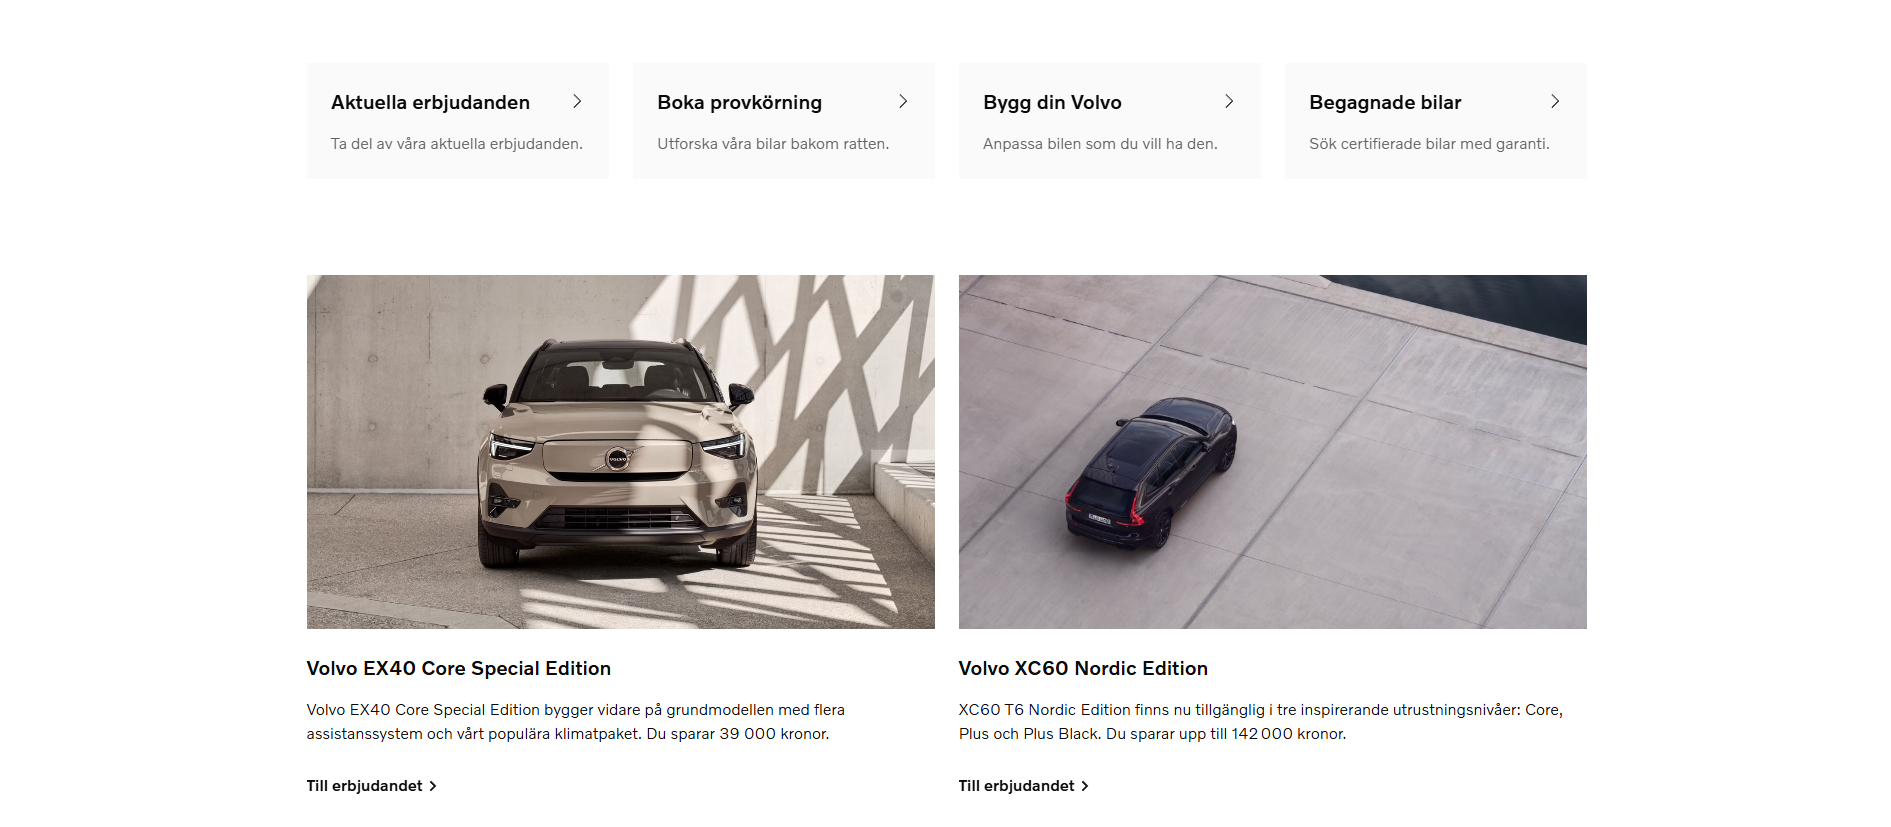 Aktuella erbjudanden
Ta del av våra aktuella erbjudanden.
Boka provkörning
Utforska våra bilar bakom ratten.
Bygg din Volvo
Anpassa bilen som du vill ha den.
Begagnade bilar
Sök certifierade bilar med garanti.
VOLVO
Volvo EX40 Core Special Edition
Volvo EX40 Core Special Edition bygger vidare på grundmodellen med flera
assistanssystem och vårt populära klimatpaket. Du sparar 39 000 kronor.
Till erbjudandet
Volvo XC60 Nordic Edition
XC60 T6 Nordic Edition finns nu tillgänglig i tre inspirerande utrustningsnivåer: Core,
Plus och Plus Black. Du sparar upp till 142 000 kronor.
Till erbjudandet